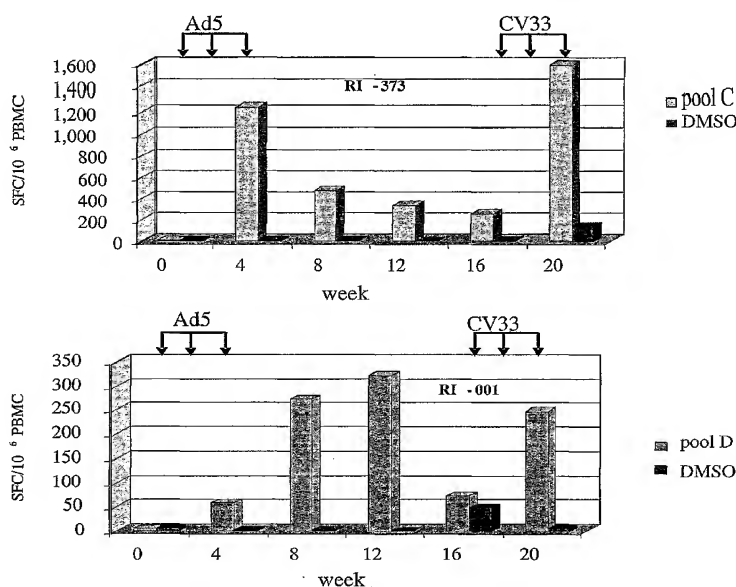 Ad5 CV33
1,600
1,400
1,200
1,000
800
600
400
200
0
SFC/10 6 PBMC
RI -373
pool C
DMSO
0 4 8 12 16 20
week
Ad5 CV33
350
300
250
200
150
100
50
0
SFC/10 6 PBMC
RI -001
pool D
DMSO
0 4 8 12 16 20
week